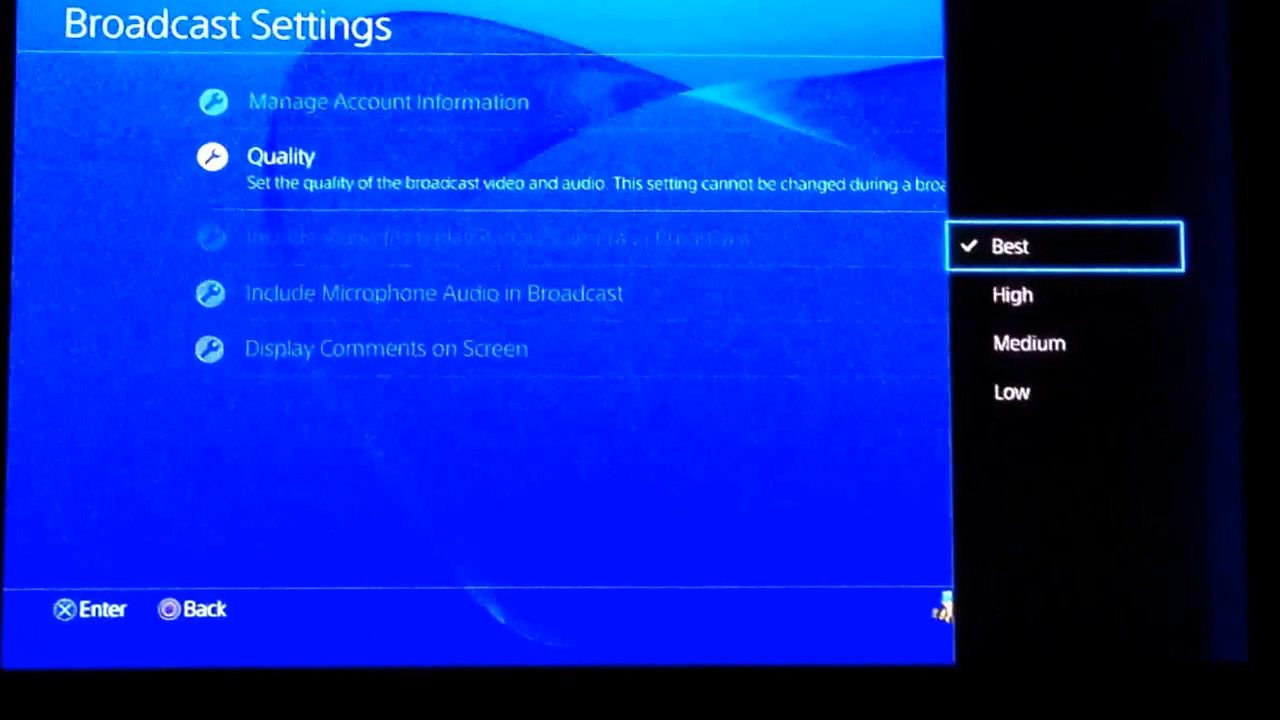 Broadcast Settings
Manage Account Information
Quality
Set the quality of the broadcast video and audio. This setting cannot be changed during a broa
Include Microphone Audio in Broadcast
Display Comments on Screen
Best
High
Medium
Low
Enter Back